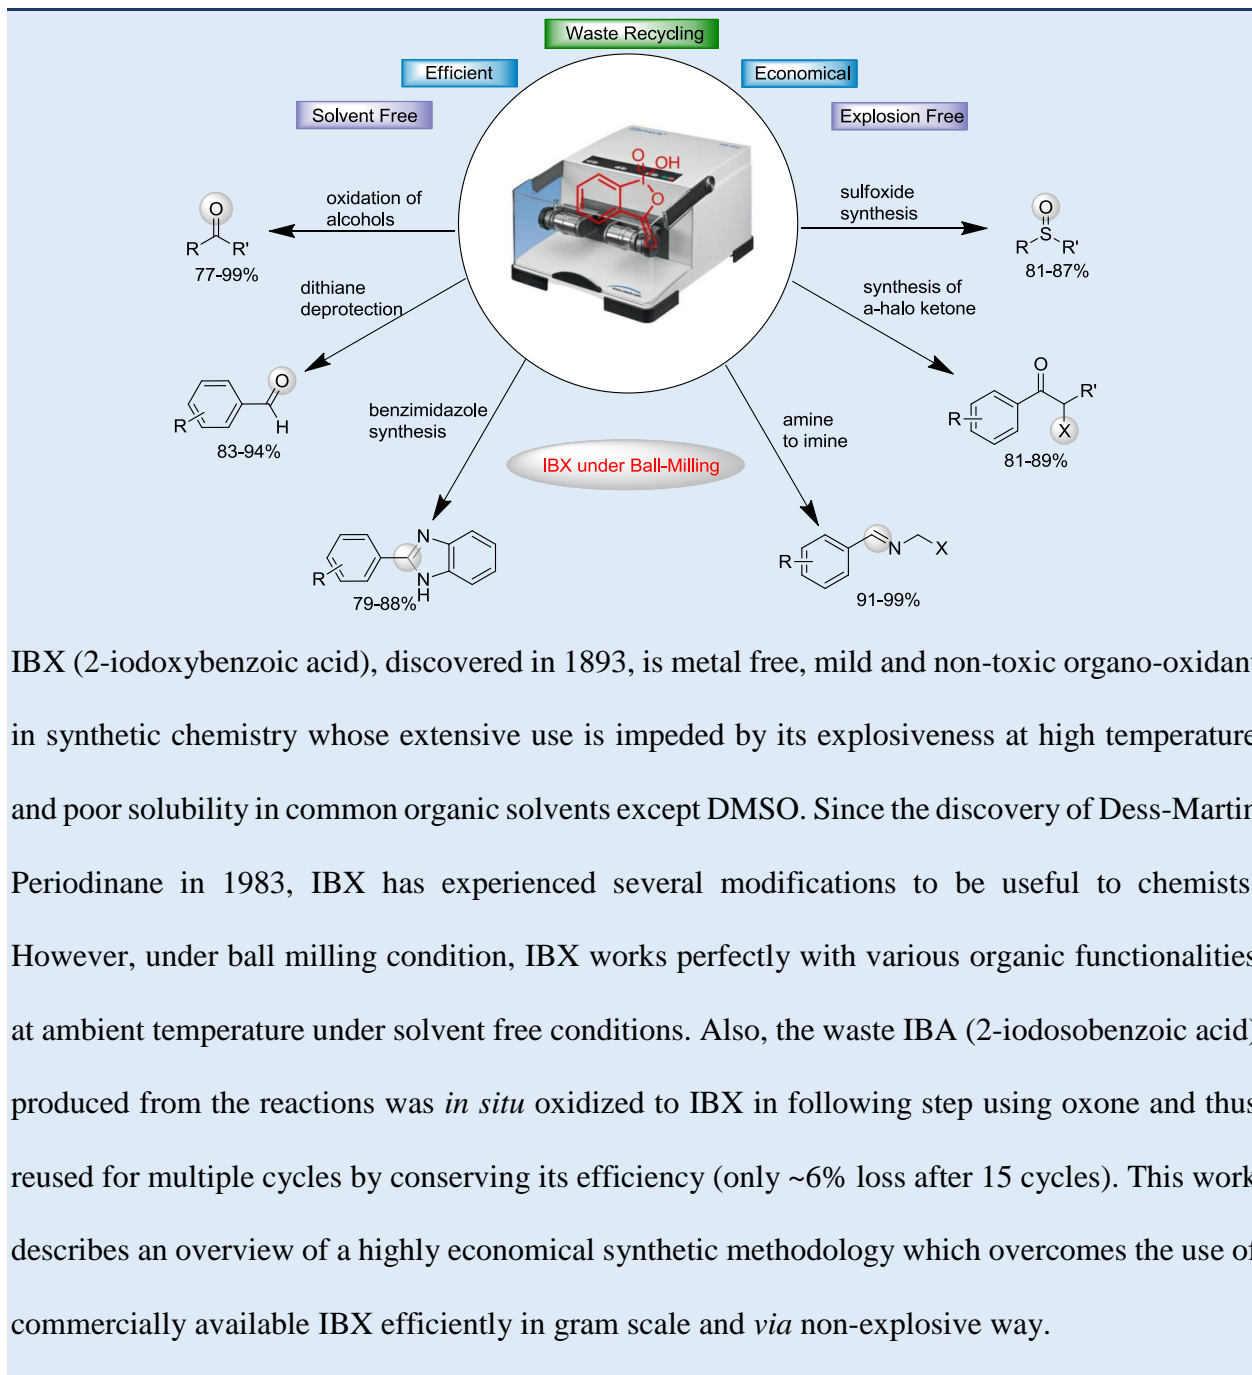 Waste Recycling
Efficient
Economical
Solvent Free
Explosion Free
O
OH
I
O
O
oxidation of
alcohols
O
R R'
77-99%
sulfoxide
synthesis
O
S
R R'
81-87%
dithiane
deprotection
O
H
R
83-94%
synthesis of
a-halo ketone
O
R'
R
X
81-89%
benzimidazole
synthesis
N
N
H
R
79-88%
IBX under Ball-Milling
amine
to imine
N
X
R
91-99%
IBX (2-iodoxybenzoic acid), discovered in 1893, is metal free, mild and non-toxic organo-oxidant
in synthetic chemistry whose extensive use is impeded by its explosiveness at high temperature
and poor solubility in common organic solvents except DMSO. Since the discovery of Dess-Martin
Periodinane in 1983, IBX has experienced several modifications to be useful to chemists.
However, under ball milling condition, IBX works perfectly with various organic functionalities
at ambient temperature under solvent free conditions. Also, the waste IBA (2-iodosobenzoic acid)
produced from the reactions was in situ oxidized to IBX in following step using oxone and thus
reused for multiple cycles by conserving its efficiency (only ~6% loss after 15 cycles). This work
describes an overview of a highly economical synthetic methodology which overcomes the use of
commercially available IBX efficiently in gram scale and via non-explosive way.